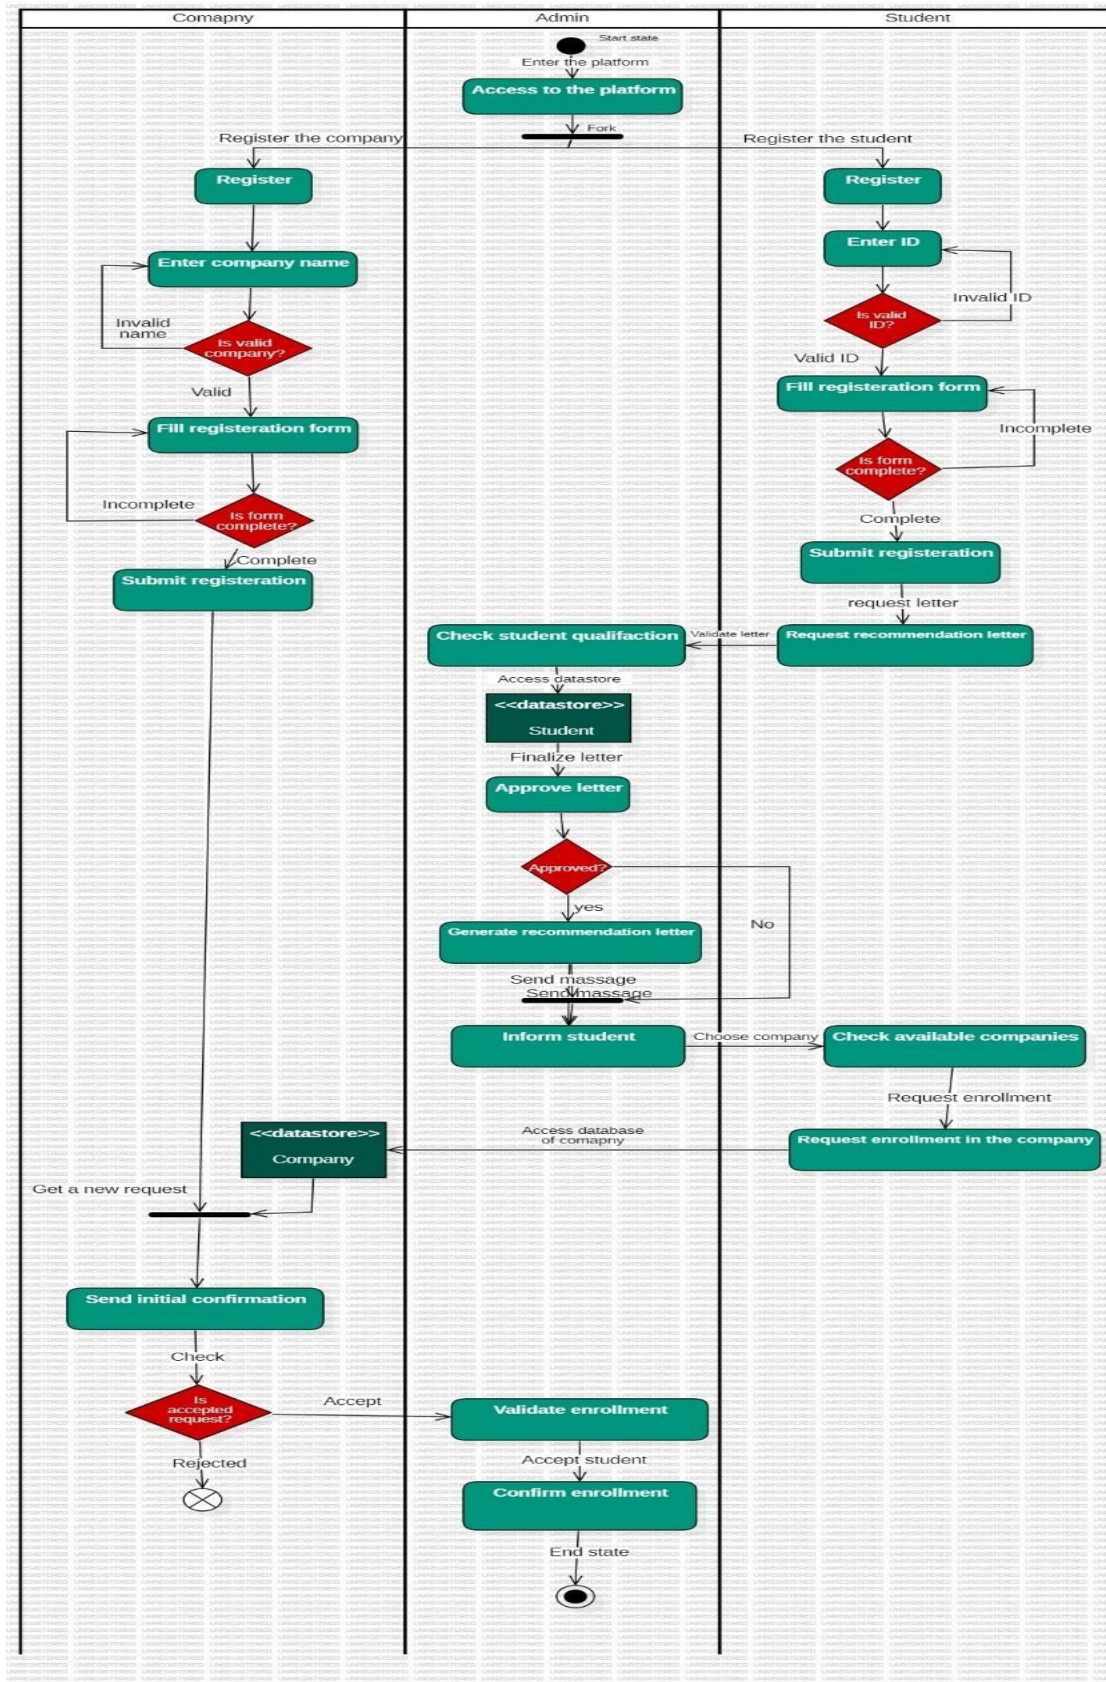 Comapny
Admin
Student
Start state
Enter the platform
Access to the platform
Fork
Register the company
Register the student
Register
Register
Enter company name
Enter ID
Invalid
name
Invalid ID
Is valid
company?
Is valid
ID?
Valid
Valid ID
Fill registeration form
Fill registeration form
Incomplete
Is form
complete?
Incomplete
Is form
complete?
Complete
Complete
Submit registeration
Submit registeration
request letter
Check student qualifaction
Validate letter
Request recommendation letter
Access datastore
<<datastore>>
Student
Finalize letter
Approve letter
Approved?
yes
No
Generate recommendation letter
Send massage
Send massage
Inform student
Choose company
Check available companies
Request enrollment
<<datastore>>
Company
Access database
of comapny
Request enrollment in the company
Get a new request
Send initial confirmation
Check
Is
accepted
request?
Accept
Validate enrollment
Rejected
Accept student
Confirm enrollment
End state